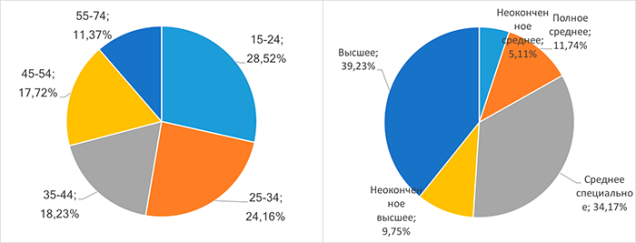 55-74;
11,37%
15-24;
28,52%
45-54;
17,72%
35-44;
18,23%
25-34;
24,16%
Неокончен
ное
среднее;
5,11%
Полное
среднее;
11,74%
Высшее;
39,23%
Среднее
специально
е; 34,17%
Неокончен
ное
высшее;
9,75%